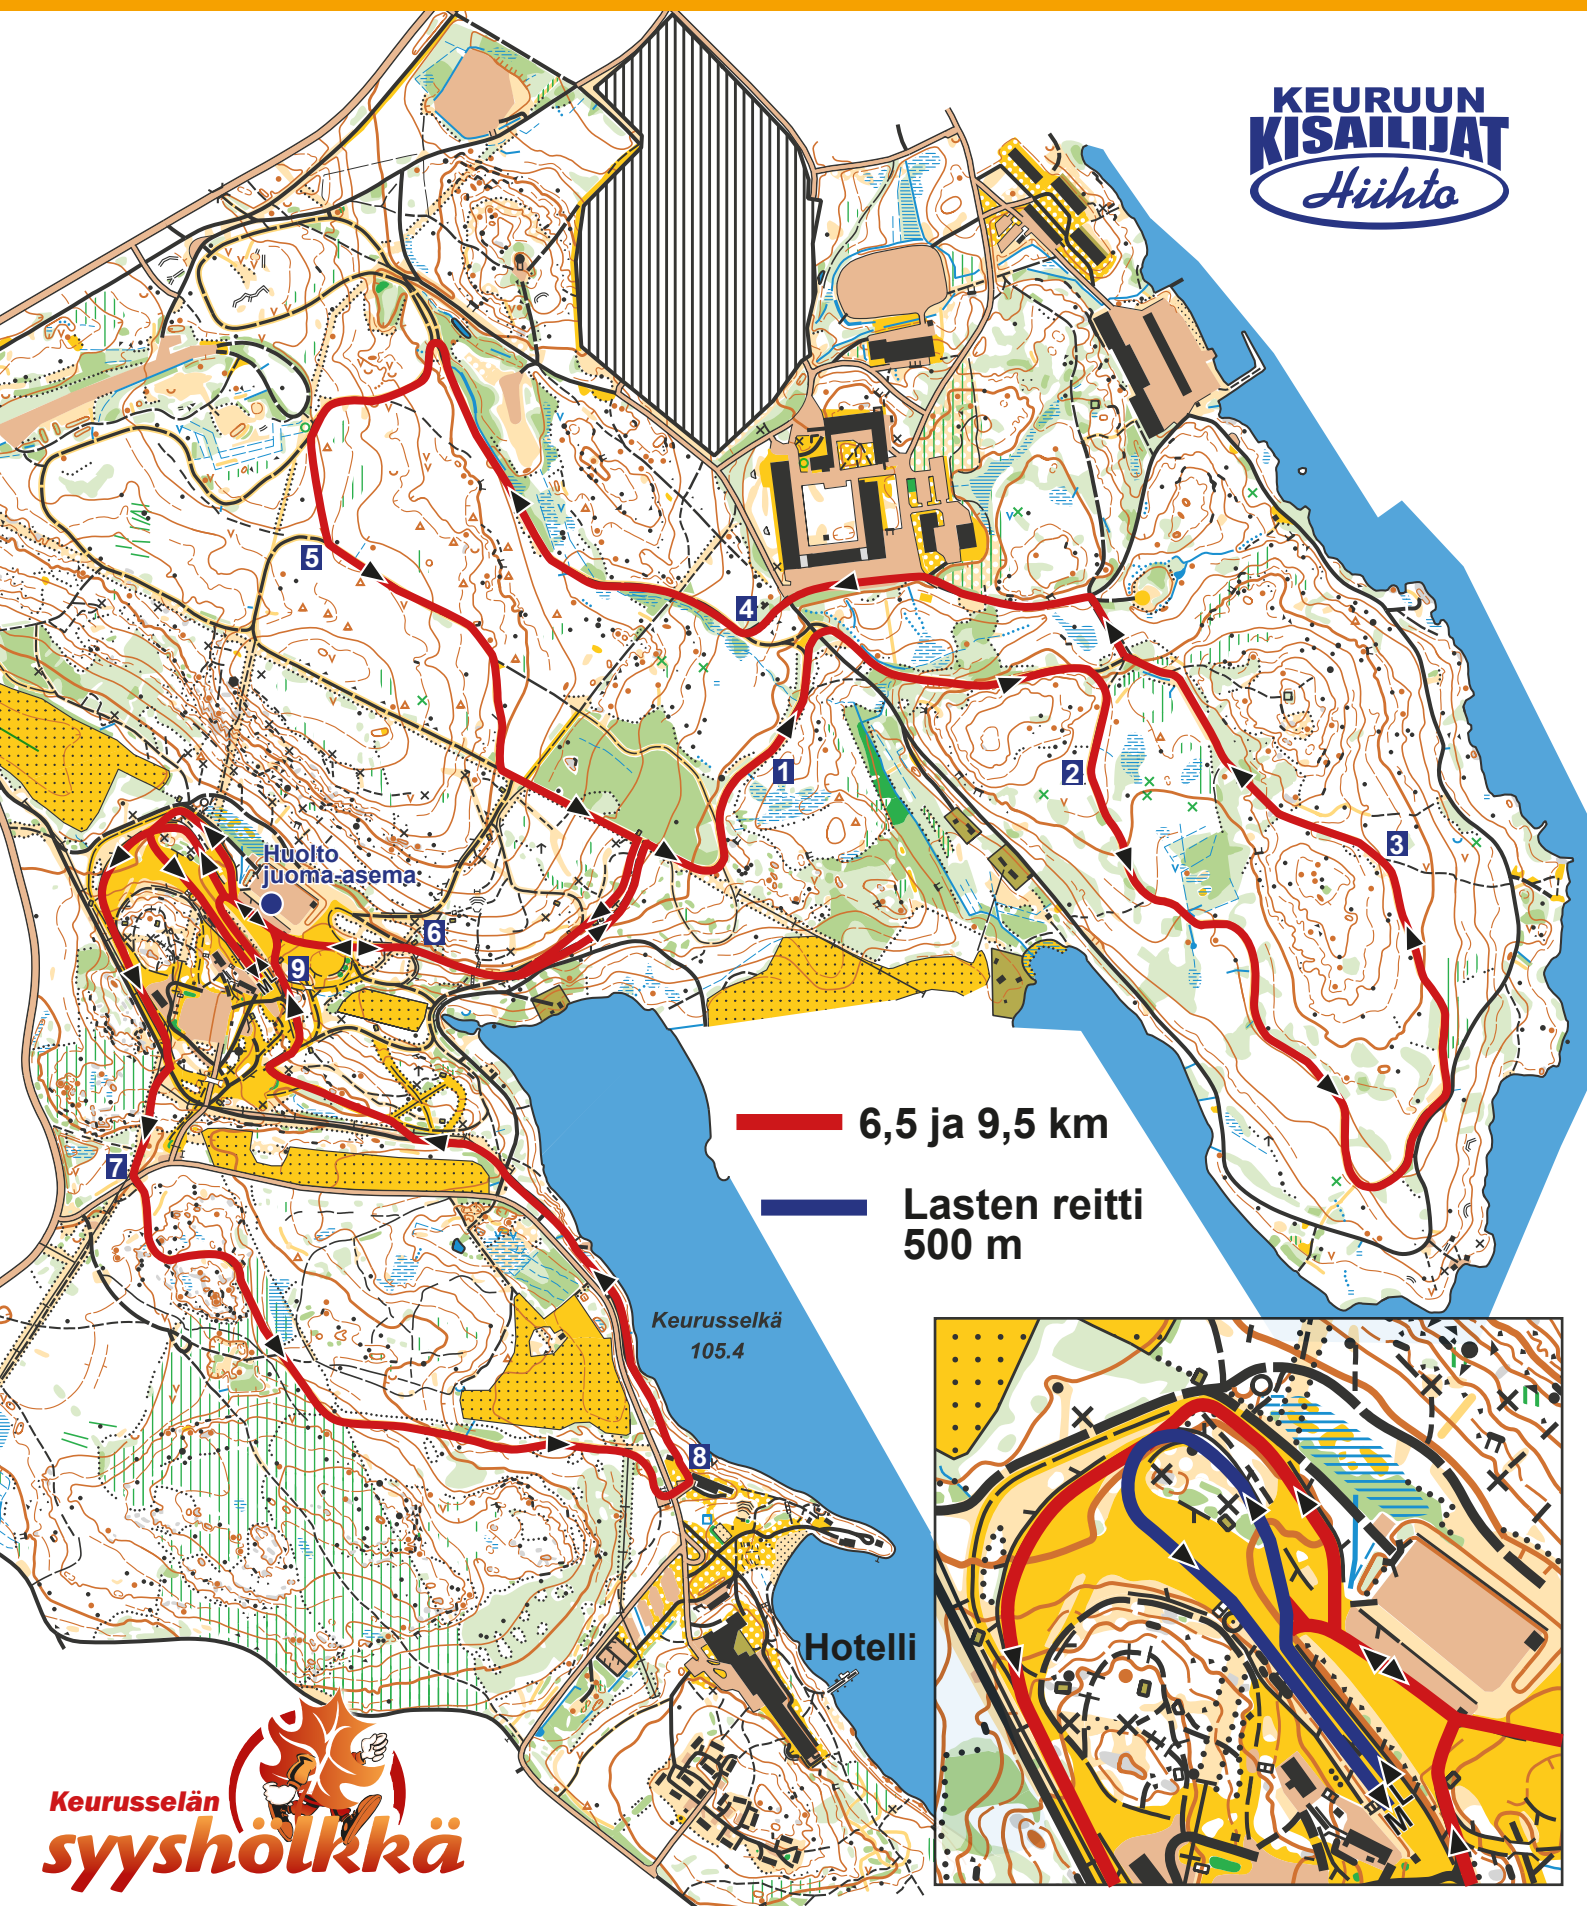 KEURUUN
KISAILIJAT
Hiihto
5
4
1
2
3
Huolto
juoma-asema
6
9
M L
7
6,5 ja 9,5 km
Lasten reitti
500 m
Keurusselkä
105.4
8
Hotelli
L
M
Keurusselän
syyshölkkä